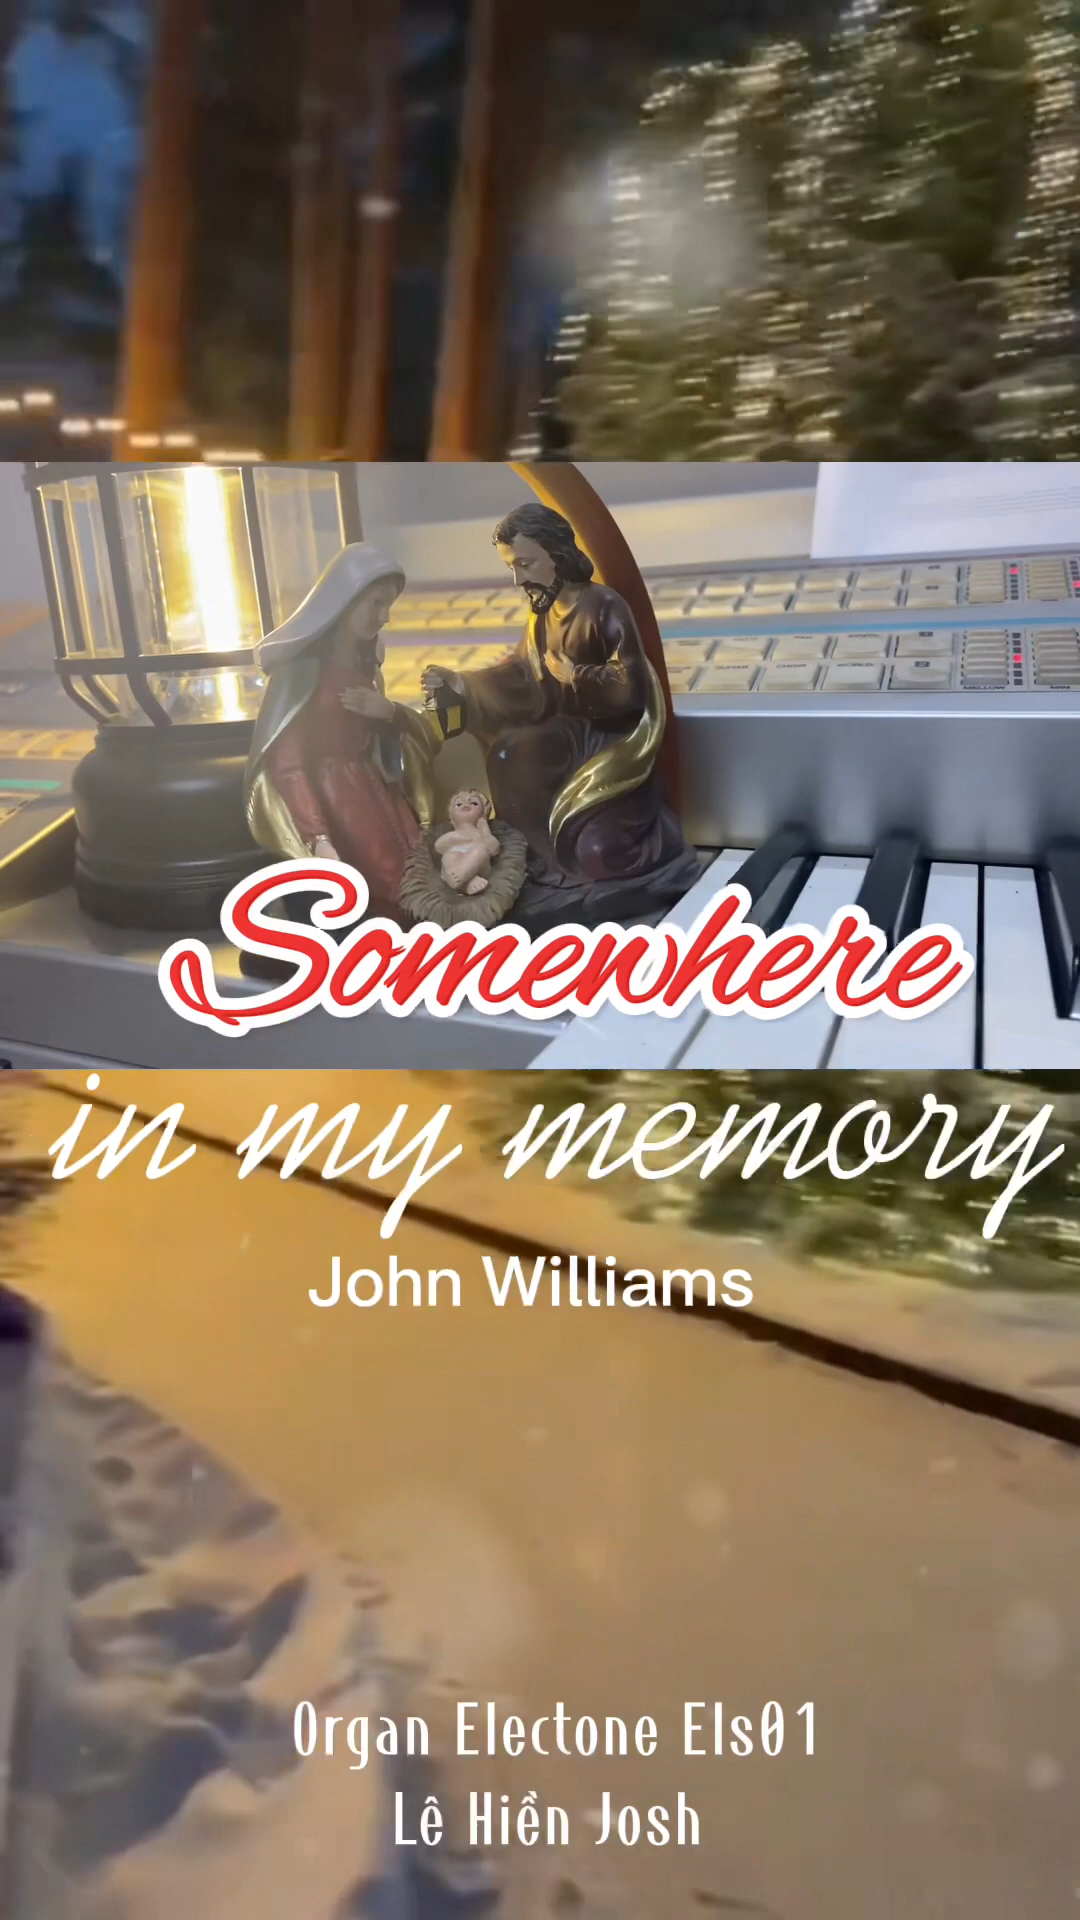 Somewhere
in my memory
John Williams
Organ Electone Els01
Lê Hiền Josh